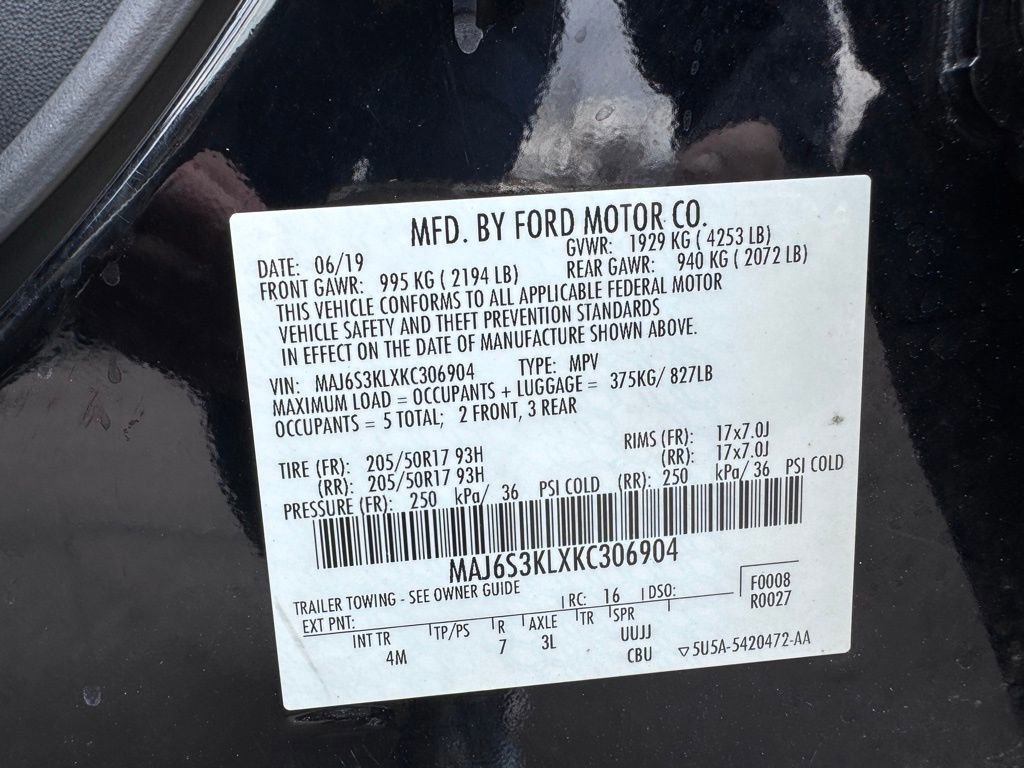 MFD. BY FORD MOTOR CO.
DATE: 06/19 GVWR: 1929 KG ( 4253 LB)
FRONT GAWR: 995 KG ( 2194 LB) REAR GAWR: 940 KG ( 2072 LB)
THIS VEHICLE CONFORMS TO ALL APPLICABLE FEDERAL MOTOR
VEHICLE SAFETY AND THEFT PREVENTION STANDARDS
IN EFFECT ON THE DATE OF MANUFACTURE SHOWN ABOVE.
VIN: MAJ6S3KLXKC306904 TYPE: MPV
MAXIMUM LOAD = OCCUPANTS + LUGGAGE = 375KG/ 827LB
OCCUPANTS = 5 TOTAL; 2 FRONT, 3 REAR
TIRE (FR): 205/50R17 93H RIMS (FR): 17x7.0J
(RR): 205/50R17 93H (RR): 17x7.0J
PRESSURE (FR): 250 kPa/ 36 PSI COLD (RR): 250 kPa/ 36 PSI COLD
MAJ6S3KLXKC306904
TRAILER TOWING - SEE OWNER GUIDE
EXT PNT: RC: 16 DSO: F0008
R0027
INT TR TP/PS R AXLE TR SPR
4M 7 3L UUJJ
CBU ▽5U5A-5420472-AA